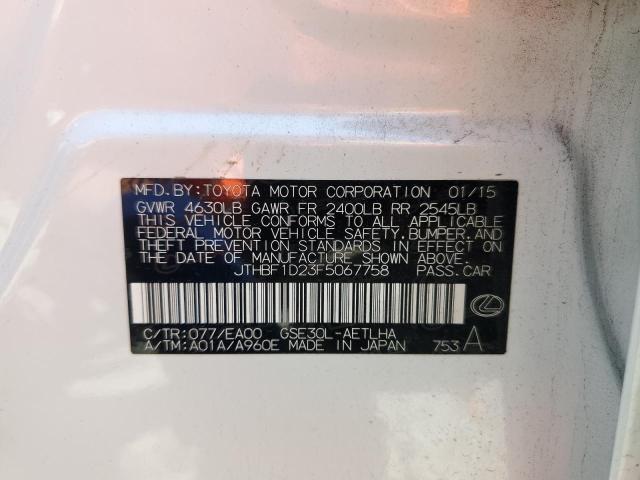 MFD. BY: TOYOTA MOTOR CORPORATION 01/15
GVWR 4630LB GAWR FR 2400LB RR 2545LB
THIS VEHICLE CONFORMS TO ALL APPLICABLE
FEDERAL MOTOR VEHICLE SAFETY, BUMPER, AND
THEFT PREVENTION STANDARDS IN EFFECT ON
THE DATE OF MANUFACTURE SHOWN ABOVE.
JTHBF1D23F5067758 PASS. CAR
C/TR: 077/EA00 GSE30L-AETLHA
A/TM: A01A/A960E MADE IN JAPAN 753 A